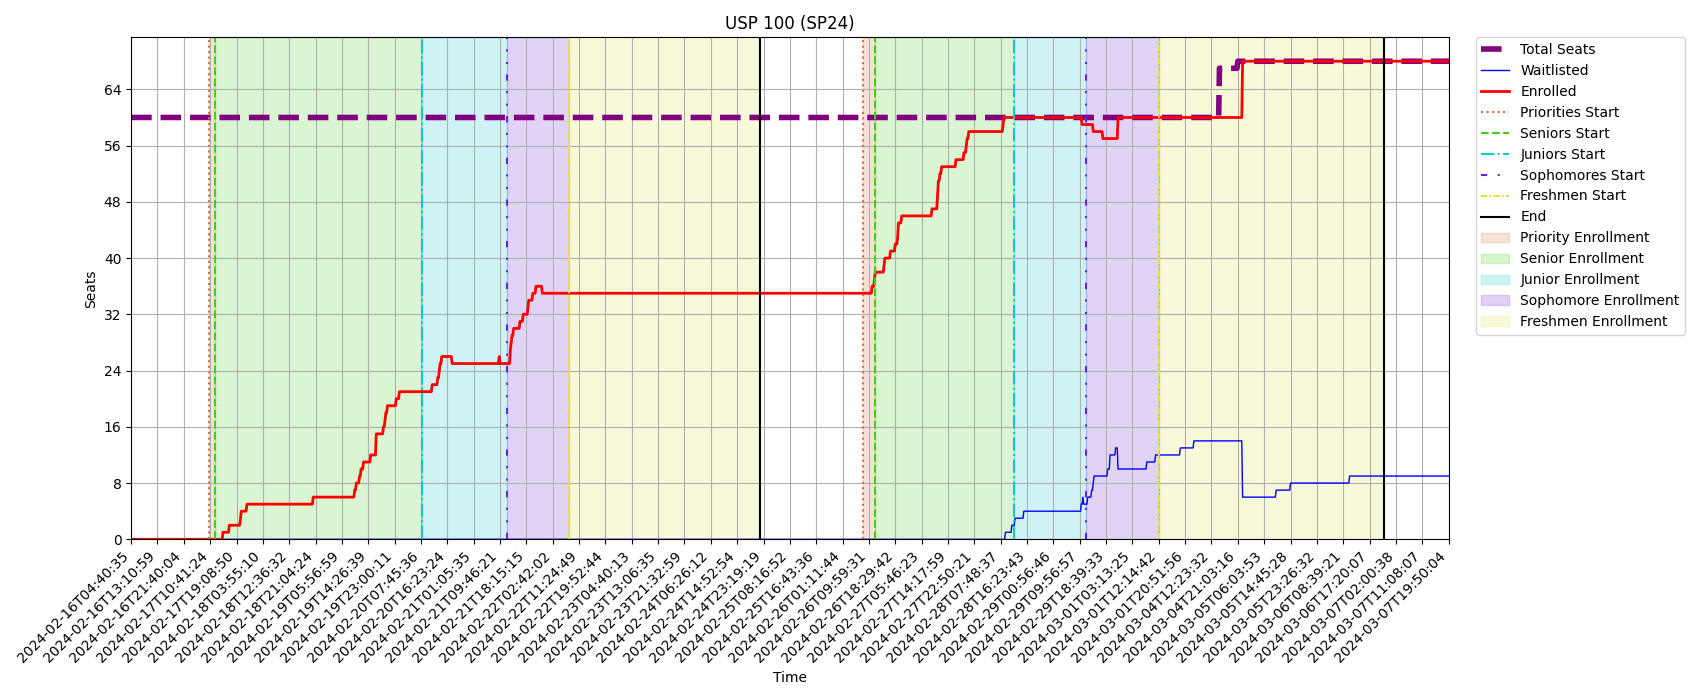 USP 100 (SP24)
Seats
64
56
48
40
32
24
16
8
0
2024-02-16T04:40:35
2024-02-16T13:10:59
2024-02-16T21:40:04
2024-02-17T10:41:24
2024-02-17T19:08:50
2024-02-18T03:55:10
2024-02-18T12:36:32
2024-02-18T21:04:24
2024-02-19T05:56:59
2024-02-19T14:26:39
2024-02-19T23:00:11
2024-02-20T07:45:36
2024-02-20T16:23:24
2024-02-21T01:05:35
2024-02-21T09:46:21
2024-02-21T18:15:15
2024-02-22T02:42:02
2024-02-22T11:24:49
2024-02-22T19:52:44
2024-02-23T04:40:13
2024-02-23T13:06:35
2024-02-23T21:32:59
2024-02-24T06:26:12
2024-02-24T14:52:54
2024-02-24T23:19:19
2024-02-25T08:16:52
2024-02-25T16:43:36
2024-02-26T01:11:44
2024-02-26T09:59:31
2024-02-26T18:29:42
2024-02-27T05:46:23
2024-02-27T14:17:59
2024-02-27T22:50:21
2024-02-28T07:48:37
2024-02-28T16:23:43
2024-02-29T00:56:46
2024-02-29T09:56:57
2024-02-29T18:39:33
2024-03-01T03:13:25
2024-03-01T12:14:42
2024-03-01T20:51:56
2024-03-04T12:23:32
2024-03-04T21:03:16
2024-03-05T06:03:53
2024-03-05T14:45:28
2024-03-05T23:26:32
2024-03-06T08:39:21
2024-03-06T17:20:07
2024-03-07T02:00:38
2024-03-07T11:08:07
2024-03-07T19:50:04
Time
Total Seats
Waitlisted
Enrolled
Priorities Start
Seniors Start
Juniors Start
Sophomores Start
Freshmen Start
End
Priority Enrollment
Senior Enrollment
Junior Enrollment
Sophomore Enrollment
Freshmen Enrollment